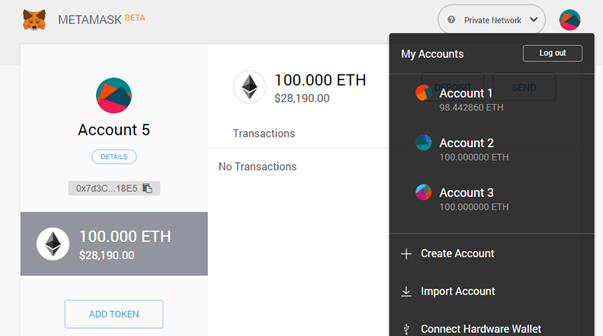 METAMASK BETA
Private Network
My Accounts
Log out
Account 1
98.442860 ETH
Account 2
100.000000 ETH
Account 3
100.000000 ETH
Create Account
Import Account
Connect Hardware Wallet
Account 5
DETAILS
0x7d3C...18E5
100.000 ETH
$28,190.00
ADD TOKEN
100.000 ETH
$28,190.00
SEND
Transactions
No Transactions